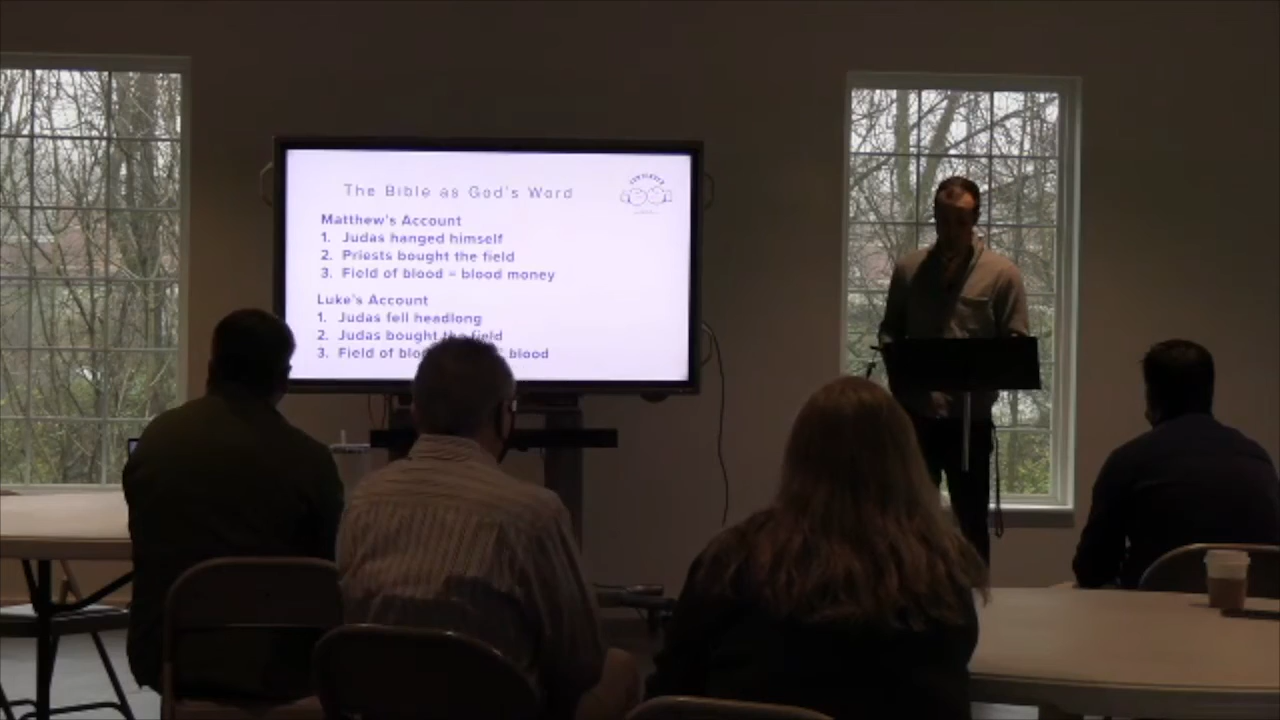 The Bible as God's Word
Matthew's Account
1. Judas hanged himself
2. Priests bought the field
3. Field of blood = blood money
Luke's Account
1. Judas fell headlong
2. Judas bought the field
3. Field of blood